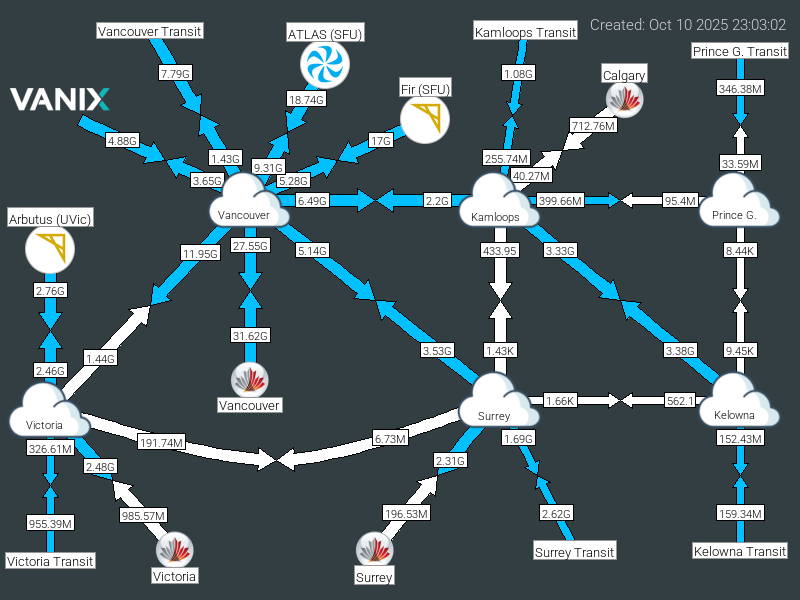 Created: Oct 10 2025 23:03:02
Vancouver Transit
ATLAS (SFU)
Kamloops Transit
Prince G. Transit
7.79G
18.74G
1.08G
Calgary
346.38M
VANIX
Fir (SFU)
712.76M
4.88G
17G
1.43G
9.31G
255.74M
33.59M
3.65G
5.28G
40.27M
6.49G
2.2G
399.66M
95.4M
Arbutus (UVic)
Vancouver
Kamloops
Prince G.
11.95G
27.55G
5.14G
433.95
3.33G
8.44K
2.76G
31.62G
1.44G
3.53G
1.43K
3.38G
9.45K
2.46G
Vancouver
1.66K
562.1
Victoria
Surrey
Kelowna
326.61M
191.74M
6.73M
1.69G
152.43M
2.48G
2.31G
955.39M
985.57M
196.53M
2.62G
159.34M
Victoria Transit
Victoria
Surrey
Surrey Transit
Kelowna Transit